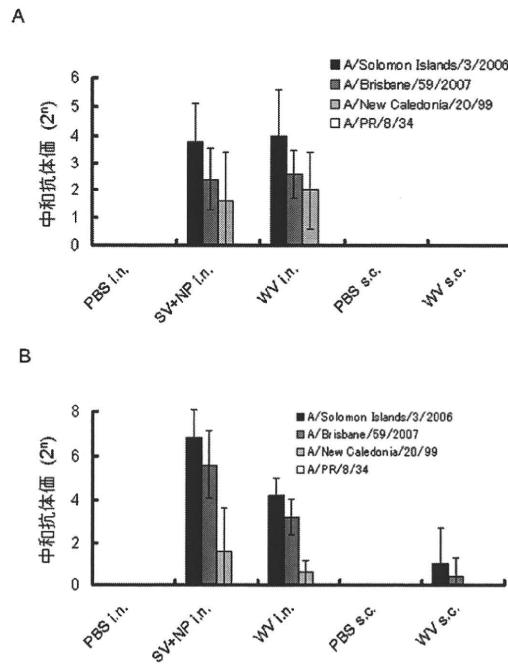 A
A/Solomon Islands/3/2006
A/Brisbane/59/2007
A/New Caledonia/20/99
A/PR/8/34
中和抗体価 (2ⁿ)
6
5
4
3
2
1
0
PBS i.n.
SV+NP i.n.
WV i.n.
PBS s.c.
WV s.c.
B
A/Solomon Islands/3/2006
A/Brisbane/59/2007
A/New Caledonia/20/99
A/PR/8/34
中和抗体価 (2ⁿ)
8
6
4
2
0
PBS i.n.
SV+NP i.n.
WV i.n.
PBS s.c.
WV s.c.